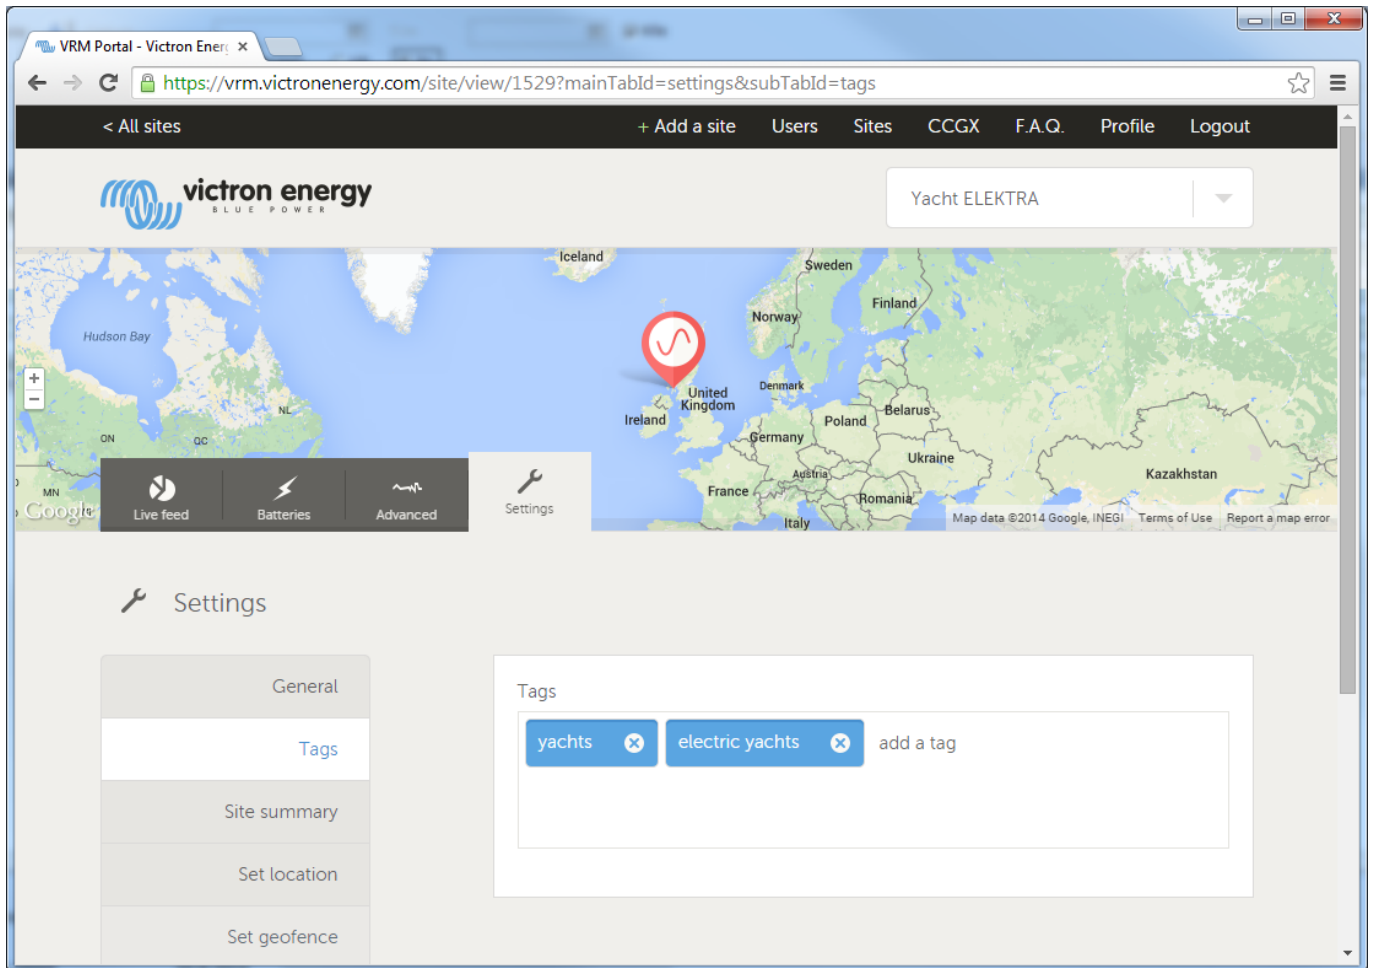 VRM Portal - Victron Ener
https://vrm.victronenergy.com/site/view/1529?mainTabId=settings&subTabId=tags
< All sites
+ Add a site Users Sites CCGX F.A.Q. Profile Logout
victron energy
BLUE POWER
Yacht ELEKTRA
Iceland
Sweden
Finland
Norway
Hudson Bay
+
−
Denmark
United
Kingdom
Ireland
NL
Belarus
Poland
ON
QC
Germany
Ukraine
Austria
Kazakhstan
MN
France
Romania
Google
Live feed
Batteries
Advanced
Settings
Italy
Map data ©2014 Google, INEGI Terms of Use Report a map error
Settings
General
Tags
Site summary
Set location
Set geofence
Tags
yachts electric yachts add a tag